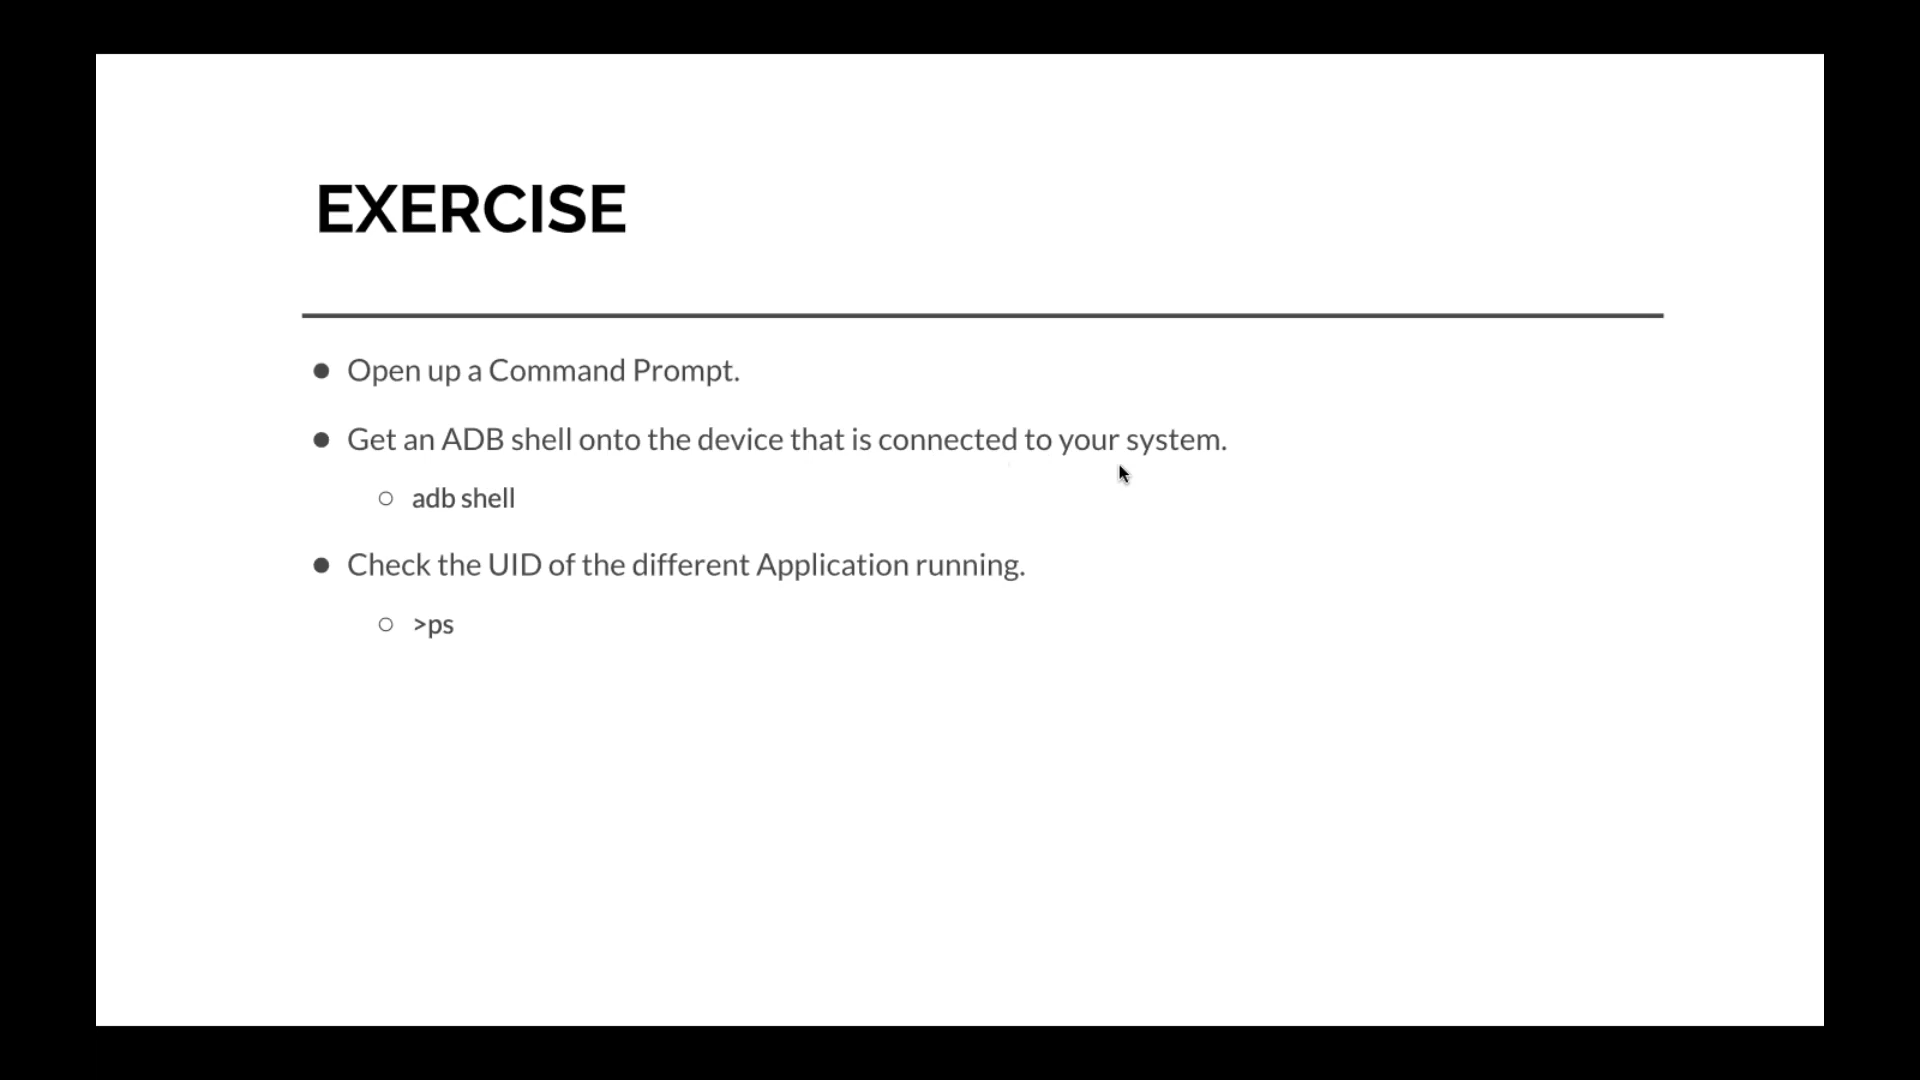 EXERCISE
● Open up a Command Prompt.
● Get an ADB shell onto the device that is connected to your system.
○ adb shell
● Check the UID of the different Application running.
○ >ps